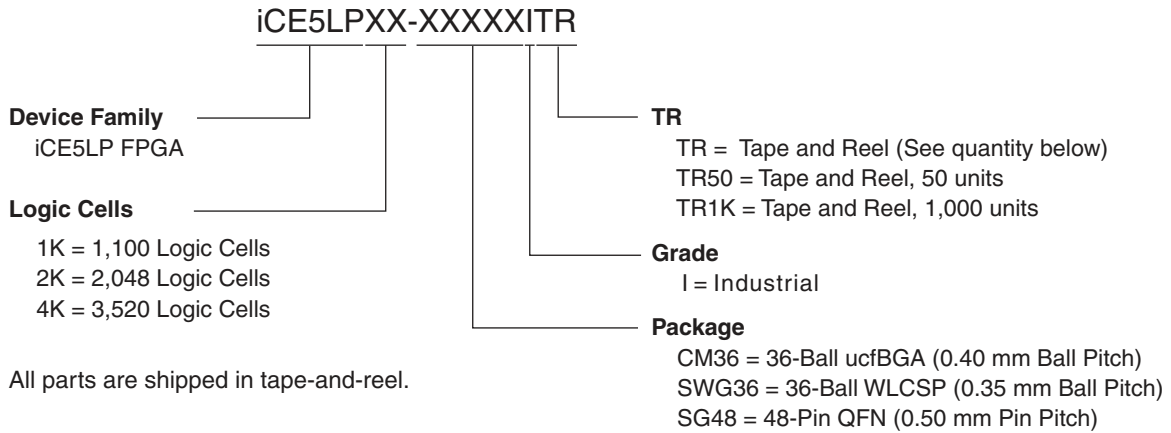 iCE5LPXX-XXXXXITR
Device Family
iCE5LP FPGA
Logic Cells
1K = 1,100 Logic Cells
2K = 2,048 Logic Cells
4K = 3,520 Logic Cells
All parts are shipped in tape-and-reel.
TR
TR = Tape and Reel (See quantity below)
TR50 = Tape and Reel, 50 units
TR1K = Tape and Reel, 1,000 units
Grade
I = Industrial
Package
CM36 = 36-Ball ucfBGA (0.40 mm Ball Pitch)
SWG36 = 36-Ball WLCSP (0.35 mm Ball Pitch)
SG48 = 48-Pin QFN (0.50 mm Pin Pitch)